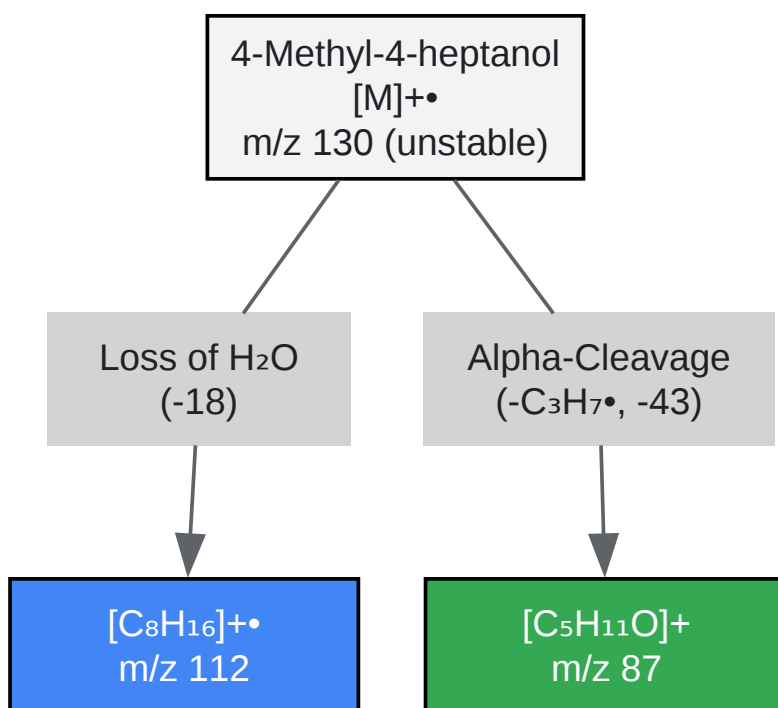 4-Methyl-4-heptanol
[M]+•
m/z 130 (unstable)
Loss of H₂O
(-18)
Alpha-Cleavage
(-C₃H₇•, -43)
[C₈H₁₆]+•
m/z 112
[C₅H₁₁O]+
m/z 87